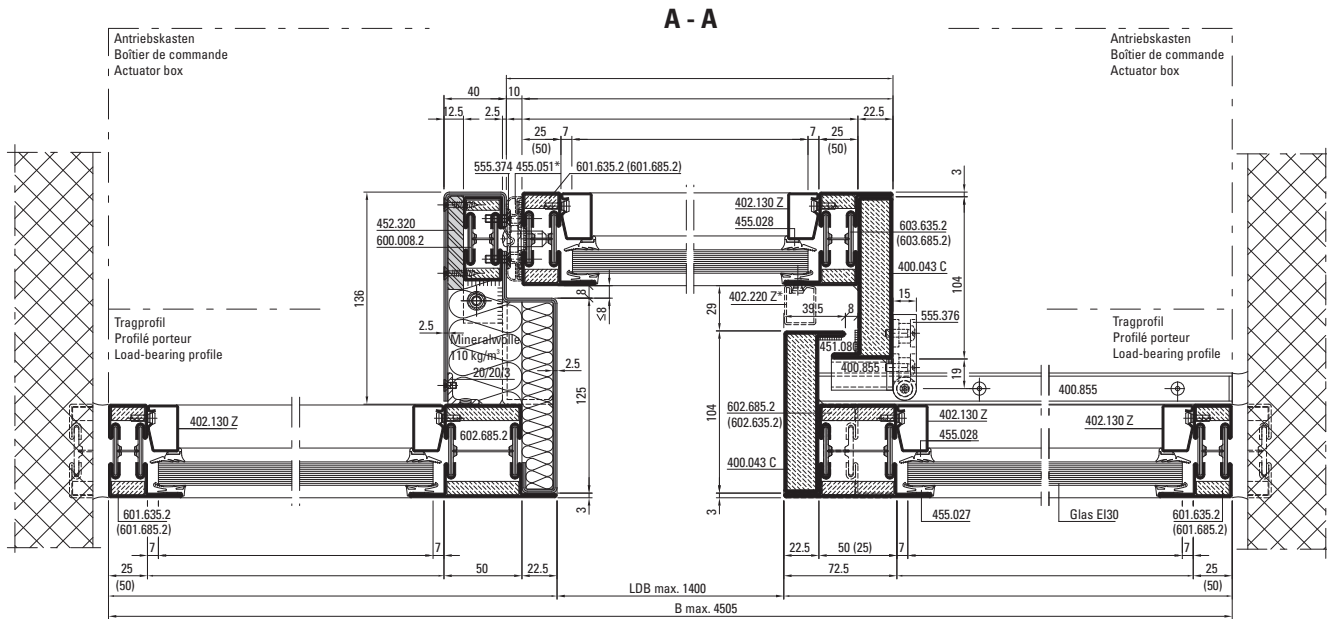 A - A
Antriebskasten
Boîtier de commande
Actuator box
Antriebskasten
Boîtier de commande
Actuator box
40
10
12.5
2.5
22.5
25
(50)
7
7
25
(50)
555.374
455.051*
601.635.2 (601.685.2)
3
452.320
600.008.2
402.130 Z
455.028
603.635.2
(603.685.2)
400.043 C
104
136
8
≤8
29
402.220 Z*
39.5
8
15
555.376
Tragprofil
Profilé porteur
Load-bearing profile
Tragprofil
Profilé porteur
Load-bearing profile
2.5
Mineralwolle
110 kg/m³
20/20/3
2.5
125
451.080
400.855
19
400.855
104
402.130 Z
602.685.2
602.685.2
(602.635.2)
402.130 Z
455.028
402.130 Z
400.043 C
3
3
601.635.2
(601.685.2)
455.027
Glas EI30
601.635.2
(601.685.2)
7
7
22.5
50 (25)
7
7
25
(50)
50
22.5
72.5
25
(50)
LDB max. 1400
B max. 4505